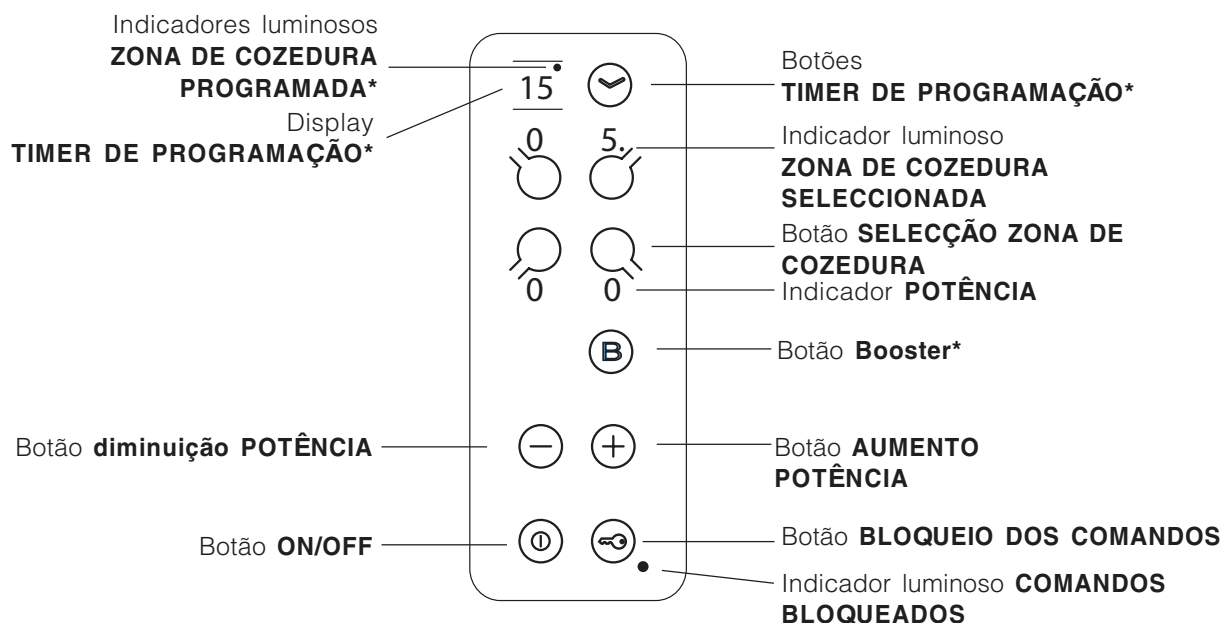 Indicadores luminosos
ZONA DE COZEDURA
PROGRAMADA*
Display
TIMER DE PROGRAMAÇÃO*
Botões
TIMER DE PROGRAMAÇÃO*
Indicador luminoso
ZONA DE COZEDURA
SELECCIONADA
Botão SELECÇÃO ZONA DE
COZEDURA
Indicador POTÊNCIA
15
0 5.
0 0
B
Botão Booster*
Botão diminuição POTÊNCIA
Botão AUMENTO
POTÊNCIA
Botão ON/OFF
Botão BLOQUEIO DOS COMANDOS
Indicador luminoso COMANDOS
BLOQUEADOS